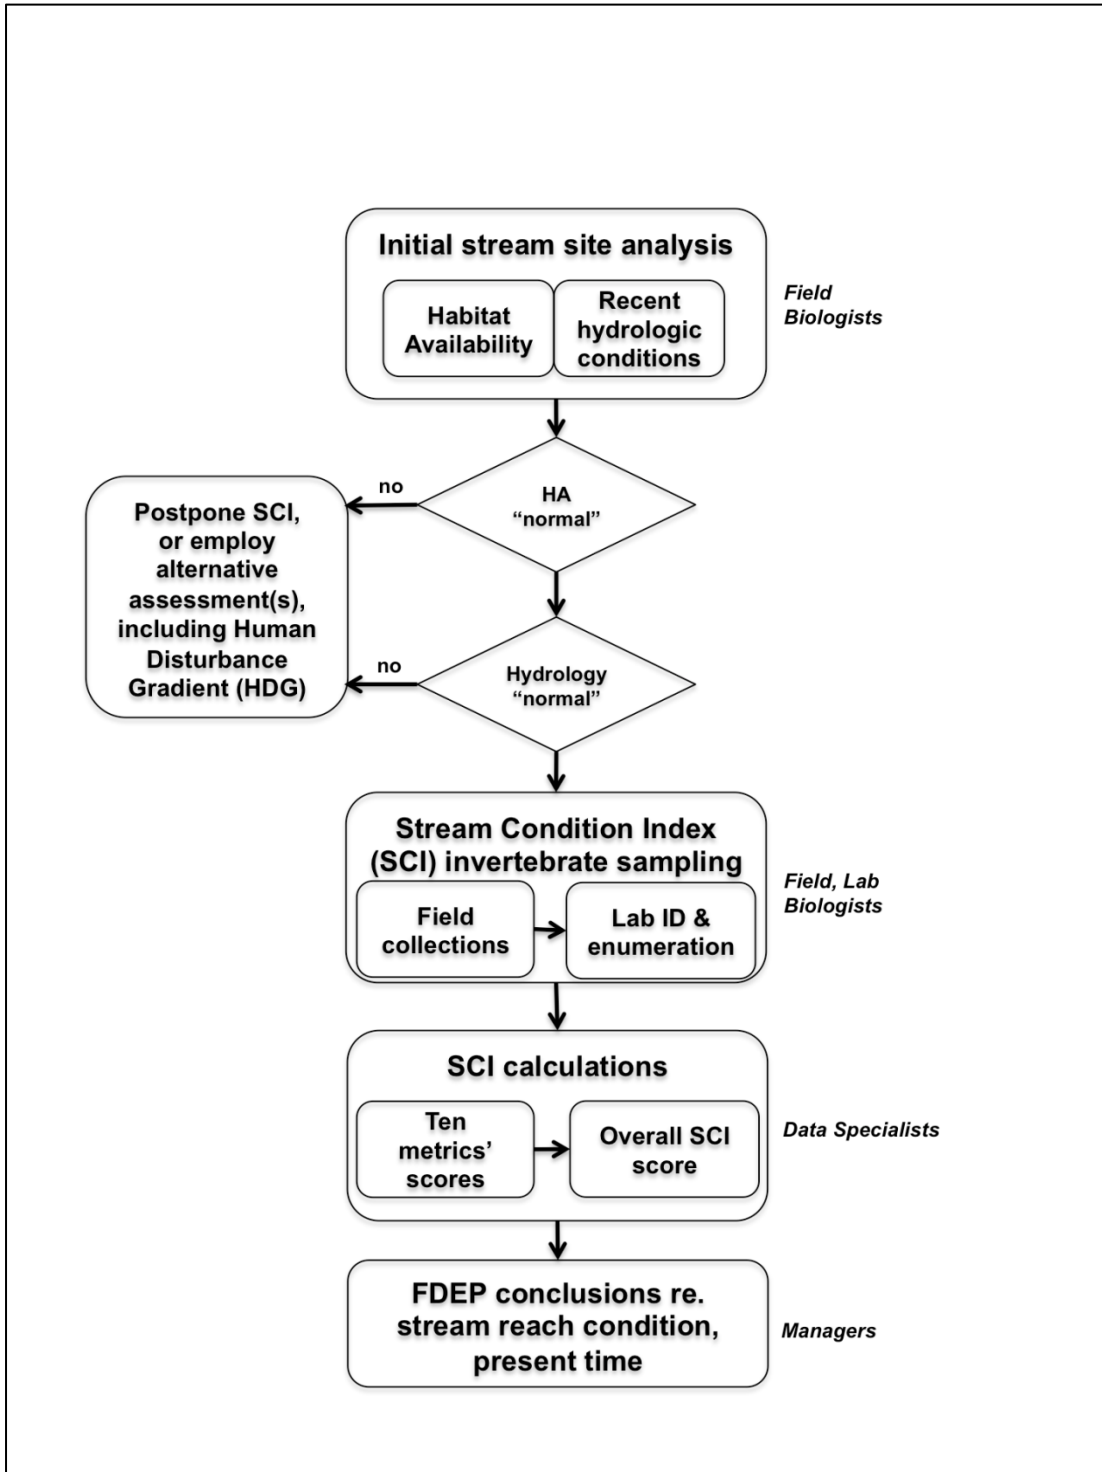 Initial stream site analysis
Habitat
Availability
Recent
hydrologic
conditions
Field
Biologists
HA
“normal”
no
Postpone SCI,
or employ
alternative
assessment(s),
including Human
Disturbance
Gradient (HDG)
no
Hydrology
“normal”
Stream Condition Index
(SCI) invertebrate sampling
Field
collections
Lab ID &
enumeration
Field, Lab
Biologists
SCI calculations
Ten
metrics’
scores
Overall SCI
score
Data Specialists
FDEP conclusions re.
stream reach condition,
present time
Managers